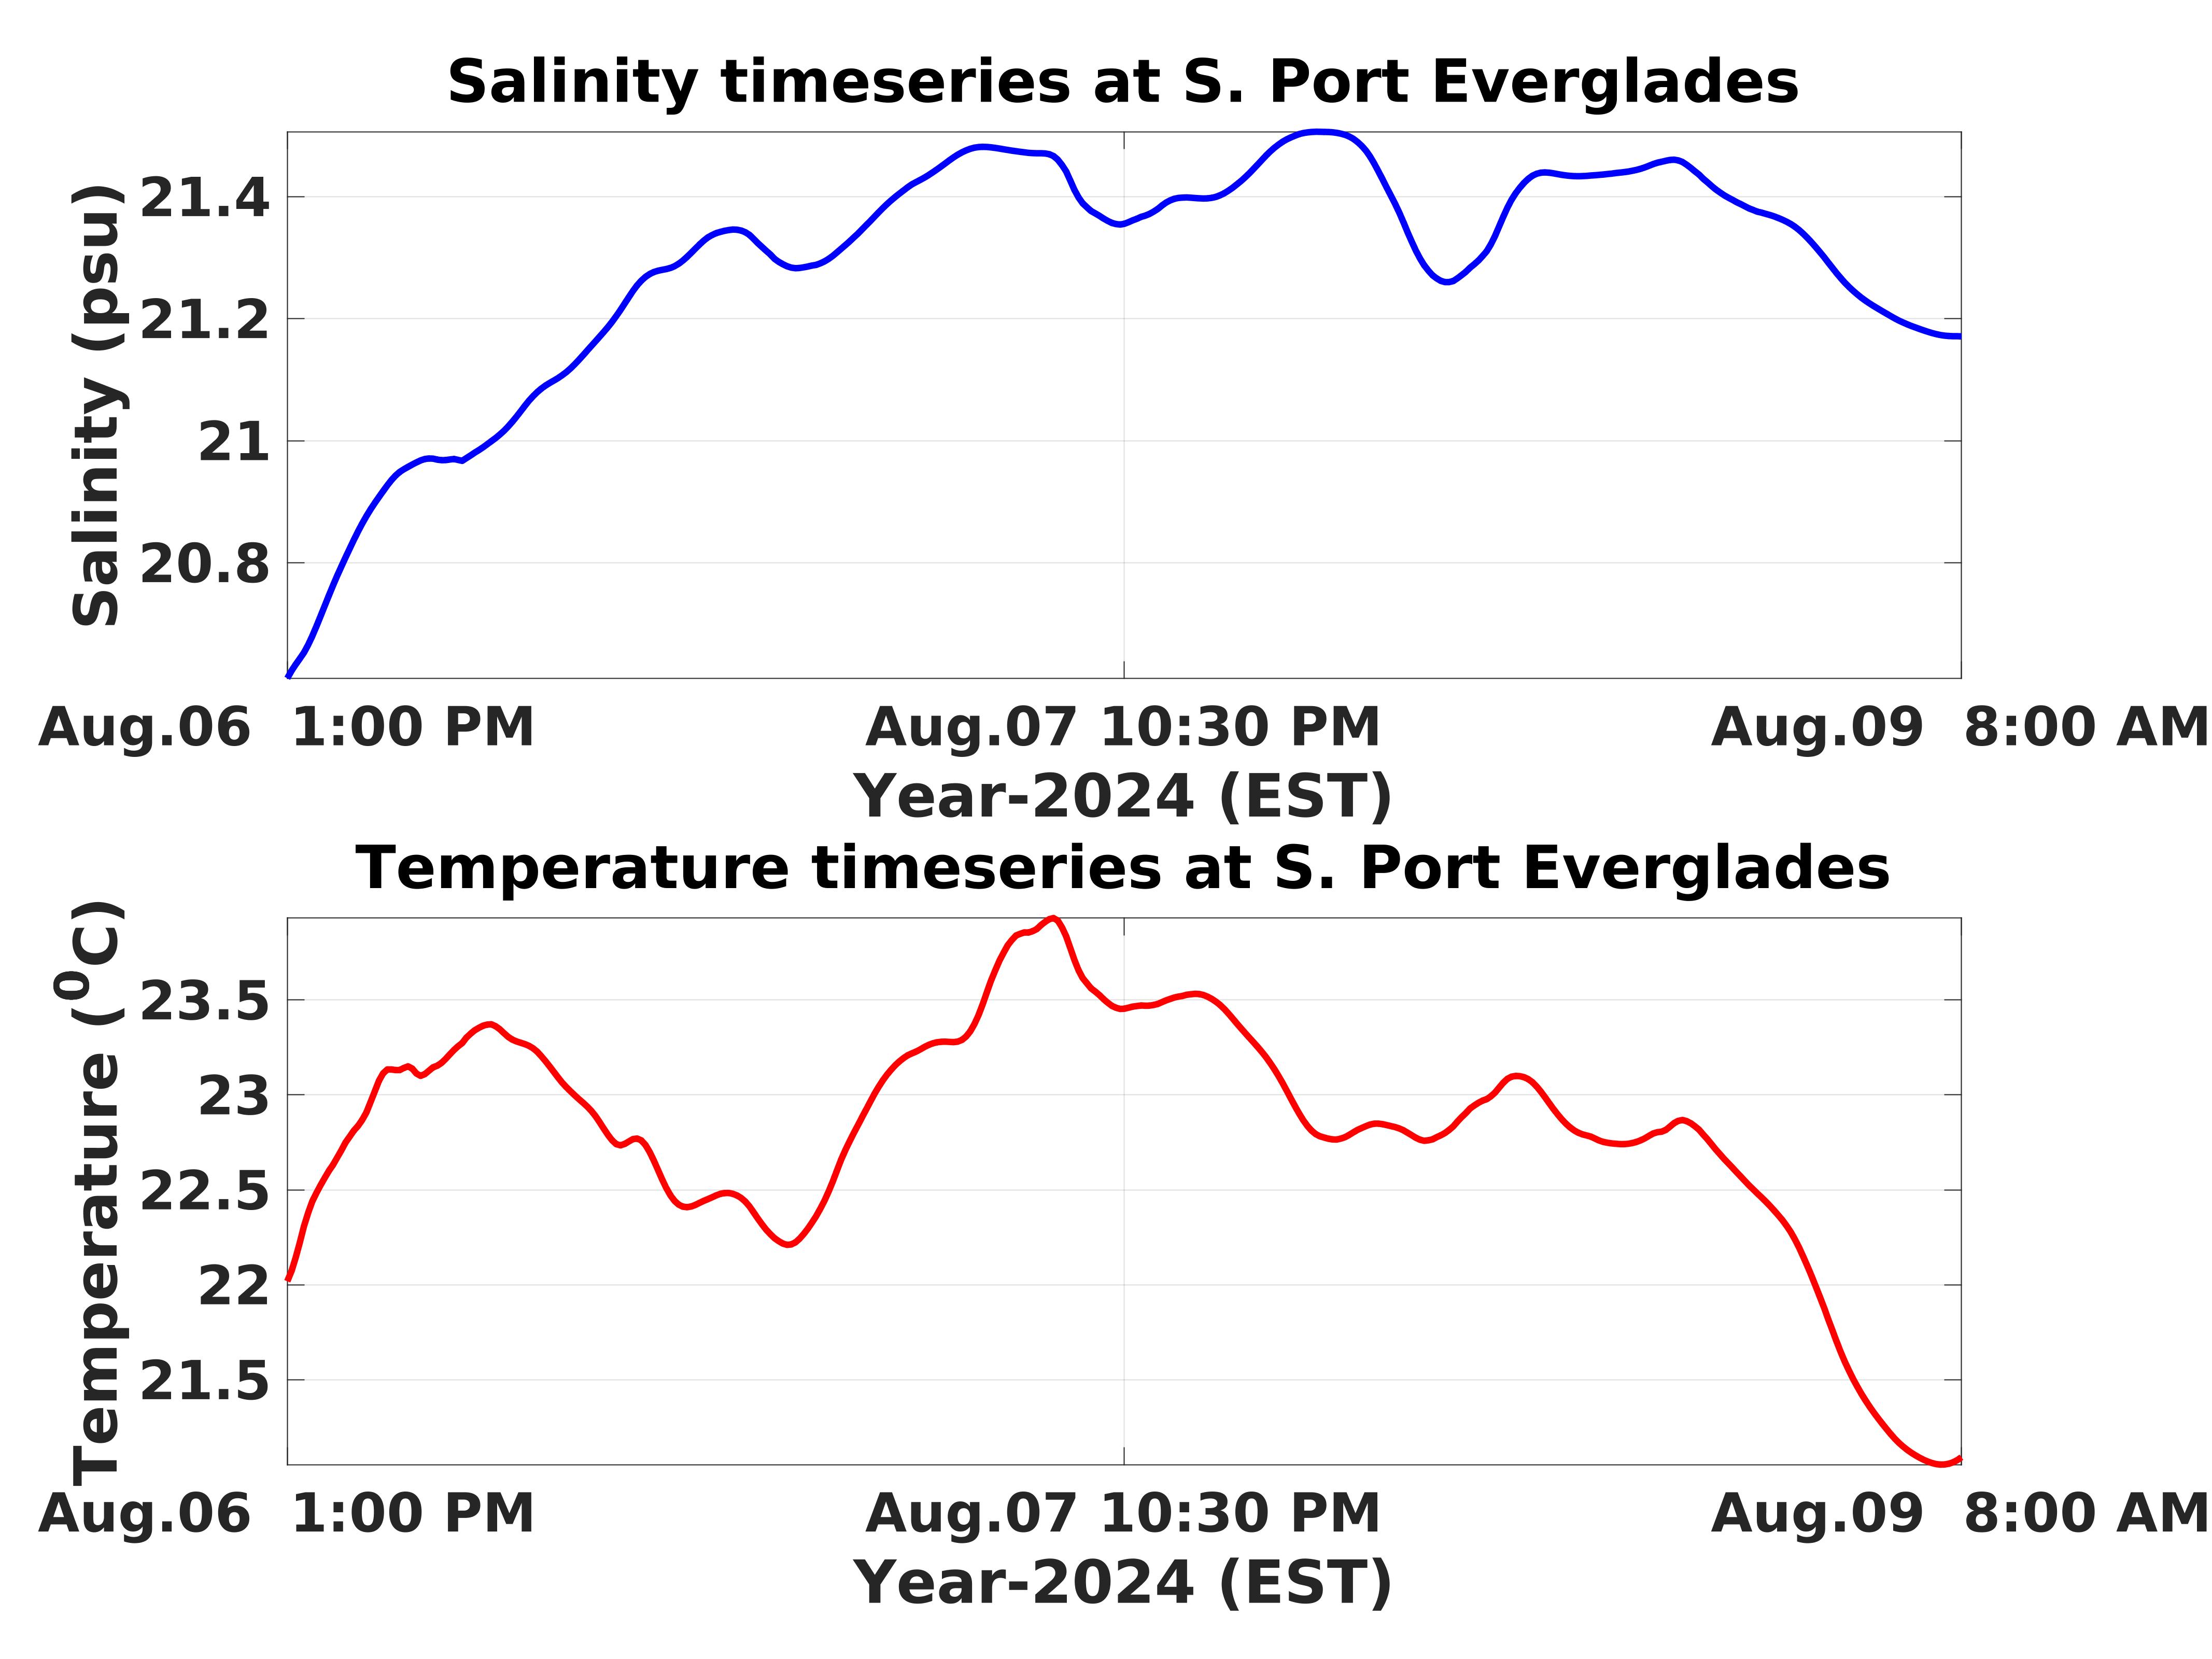 Salinity timeseries at S. Port Everglades
Salinity (psu)
21.4
21.2
21
20.8
Aug.06  1:00 PM
Aug.07 10:30 PM
Aug.09  8:00 AM
Year-2024 (EST)
Temperature timeseries at S. Port Everglades
Temperature (⁰C)
23.5
23
22.5
22
21.5
Aug.06  1:00 PM
Aug.07 10:30 PM
Aug.09  8:00 AM
Year-2024 (EST)